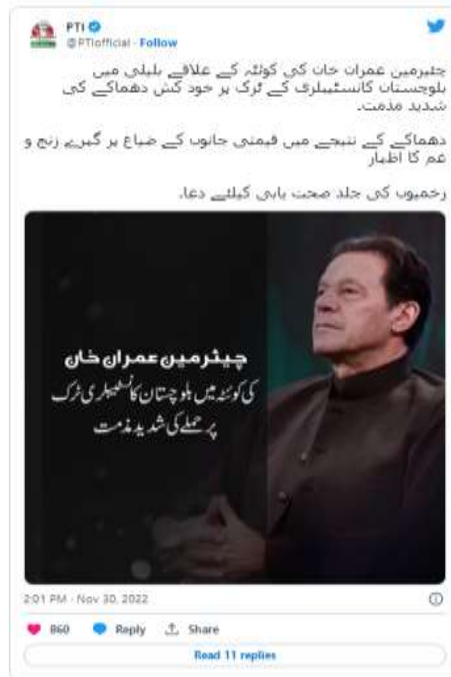 PTI
@PTIofficial · Follow
چئیرمین عمران خان کی کوئٹہ کے علاقے بلیلی میں
بلوچستان کانسٹیبلری کے ٹرک پر خود کش دھماکے کی
شدید مذمت۔
دھماکے کے نتیجے میں قیمتی جانوں کے ضیاع پر گہرے رنج و
غم کا اظہار
زخمیوں کی جلد صحت یابی کیلئے دعا۔
چیئرمین عمران خان
کی کوئٹہ میں بلوچستان کانسٹیبلری ٹرک
پر حملے کی شدید مذمت
2:01 PM · Nov 30, 2022
860 Reply Share
Read 11 replies